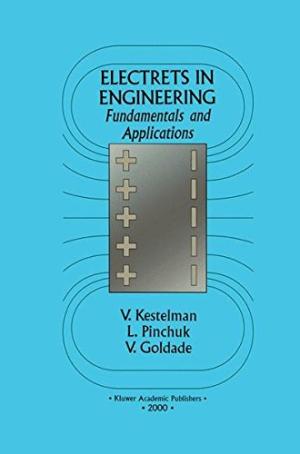 ELECTRETS IN
ENGINEERING
Fundamentals and
Applications
V. Kestelman
L. Pinchuk
V. Goldade
• Kluwer Academic Publishers •
• 2000 •